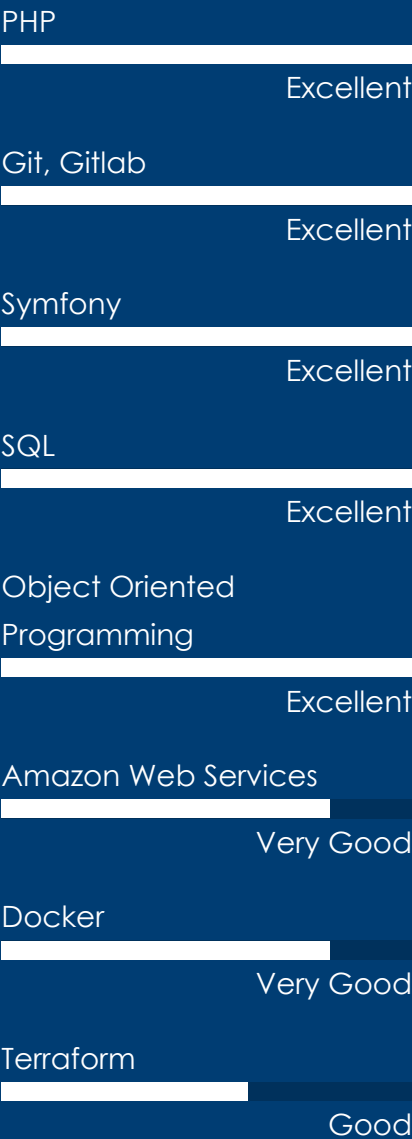 PHP
Excellent
Git, Gitlab
Excellent
Symfony
Excellent
SQL
Excellent
Object Oriented
Programming
Excellent
Amazon Web Services
Very Good
Docker
Very Good
Terraform
Good